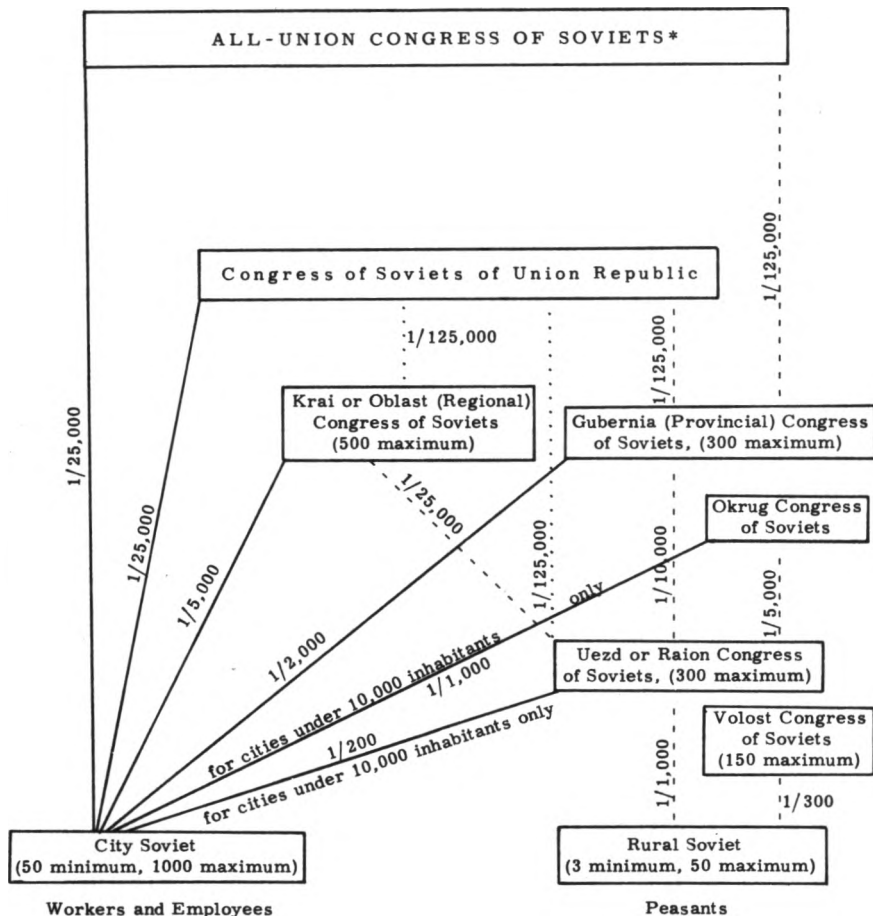 ALL-UNION CONGRESS OF SOVIETS*
1/125,000
1/25,000
Congress of Soviets of Union Republic
1/125,000
1/125,000
Krai or Oblast (Regional)
Congress of Soviets
(500 maximum)
Gubernia (Provincial) Congress
of Soviets, (300 maximum)
1/25,000
1/25,000
1/5,000
1/125,000
1/10,000
Okrug Congress
of Soviets
1/5,000
1/2,000
for cities under 10,000 inhabitants only
1/1,000
Uezd or Raion Congress
of Soviets, (300 maximum)
1/200
for cities under 10,000 inhabitants only
Volost Congress
of Soviets
(150 maximum)
1/1,000
1/300
City Soviet
(50 minimum, 1000 maximum)
Rural Soviet
(3 minimum, 50 maximum)
Workers and Employees
Peasants